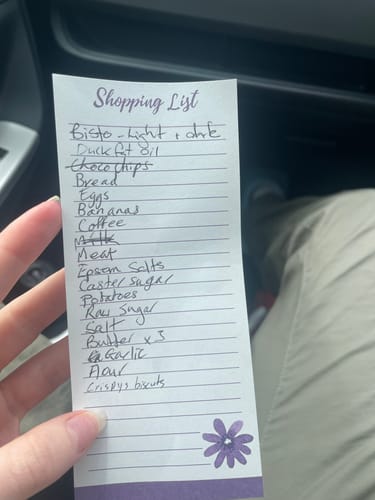 Shopping List
Bisto - Light + dark
Duck fat oil
Choco chips
Bread
Eggs
Bananas
Coffee
Milk
Meat
Epsom Salts
Caster sugar
Potatoes
Raw Sugar
Salt
Butter x 3
Garlic
Flour
Crispys biscuts